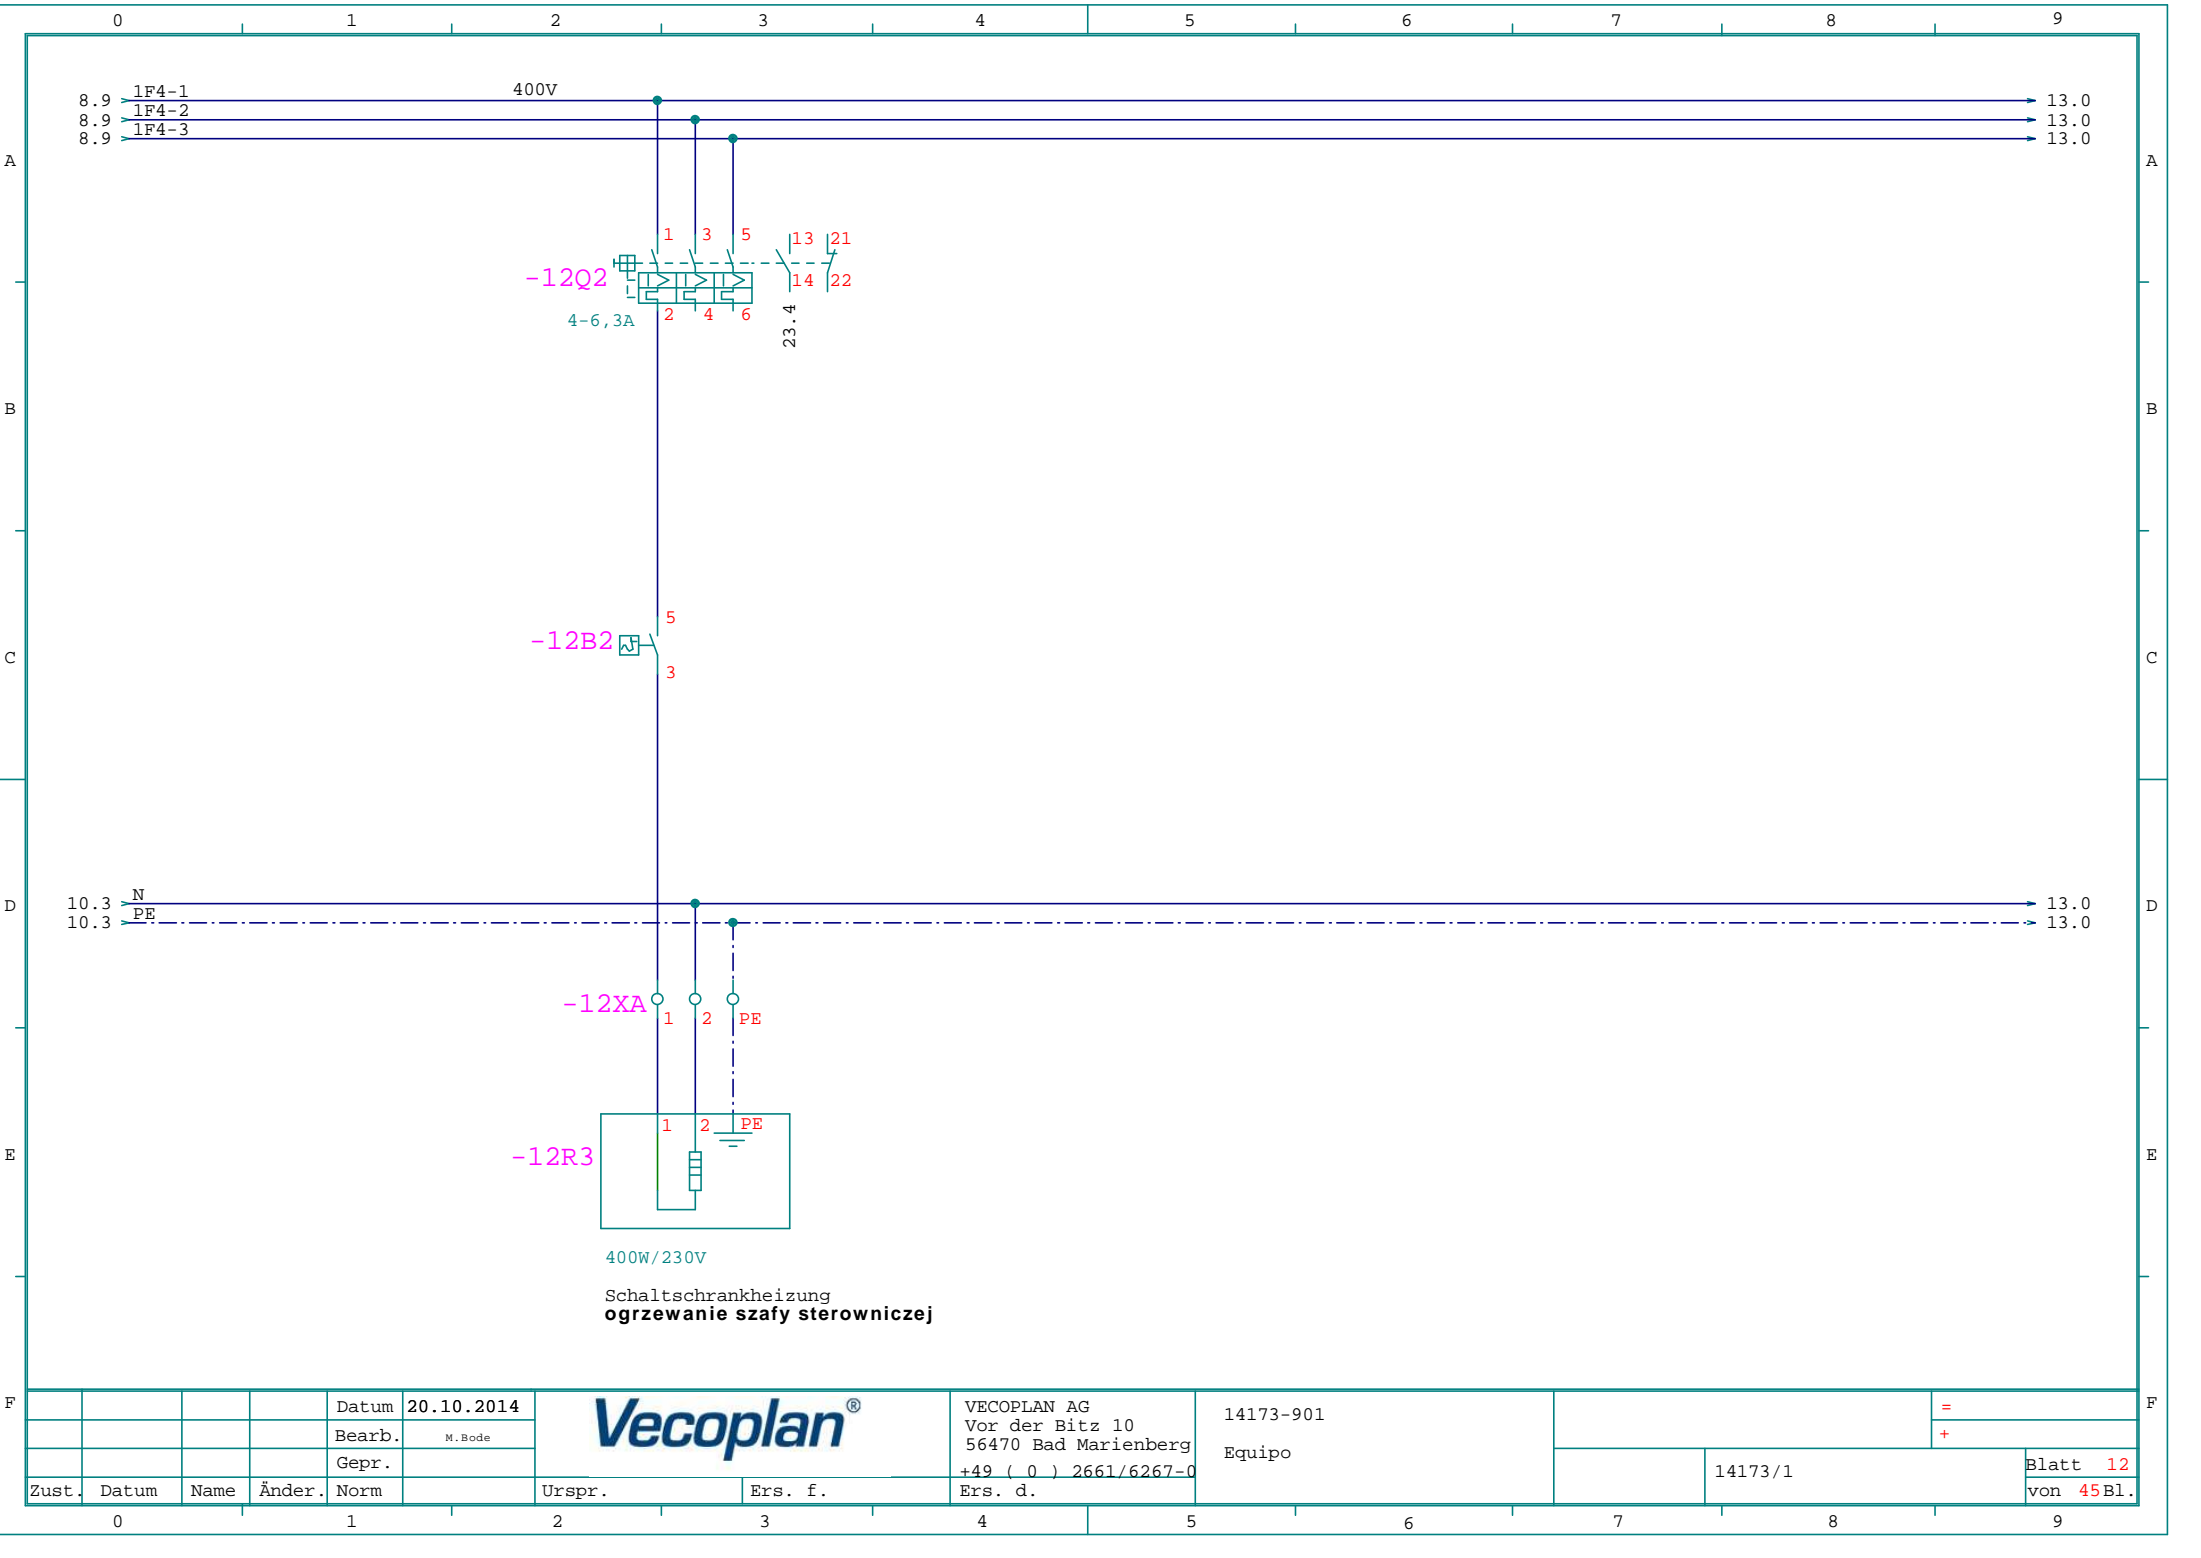 0 1 2 3 4 5 6 7 8 9
8.9 1F4-1 400V 13.0
8.9 1F4-2 13.0
8.9 1F4-3 13.0
A A
1 3 5 13 21
-12Q2 14 22
4-6,3A 2 4 6
23.4
B B
5
-12B2
3
C C
N
10.3 13.0
D D
PE
10.3 13.0
-12XA
1 2 PE
1 2 PE
-12R3
E E
400W/230V
Schaltschrankheizung
ogrzewanie szafy sterowniczej
F F
Datum 20.10.2014
Bearb. M.Bode
Gepr.
Zust. Datum Name Änder. Norm
Vecoplan®
Urspr. Ers. f. Ers. d.
VECOPLAN AG
Vor der Bitz 10
56470 Bad Marienberg
+49 ( 0 ) 2661/6267-0
14173-901
Equipo
=
+
14173/1
Blatt 12
von 45 Bl.
0 1 2 3 4 5 6 7 8 9